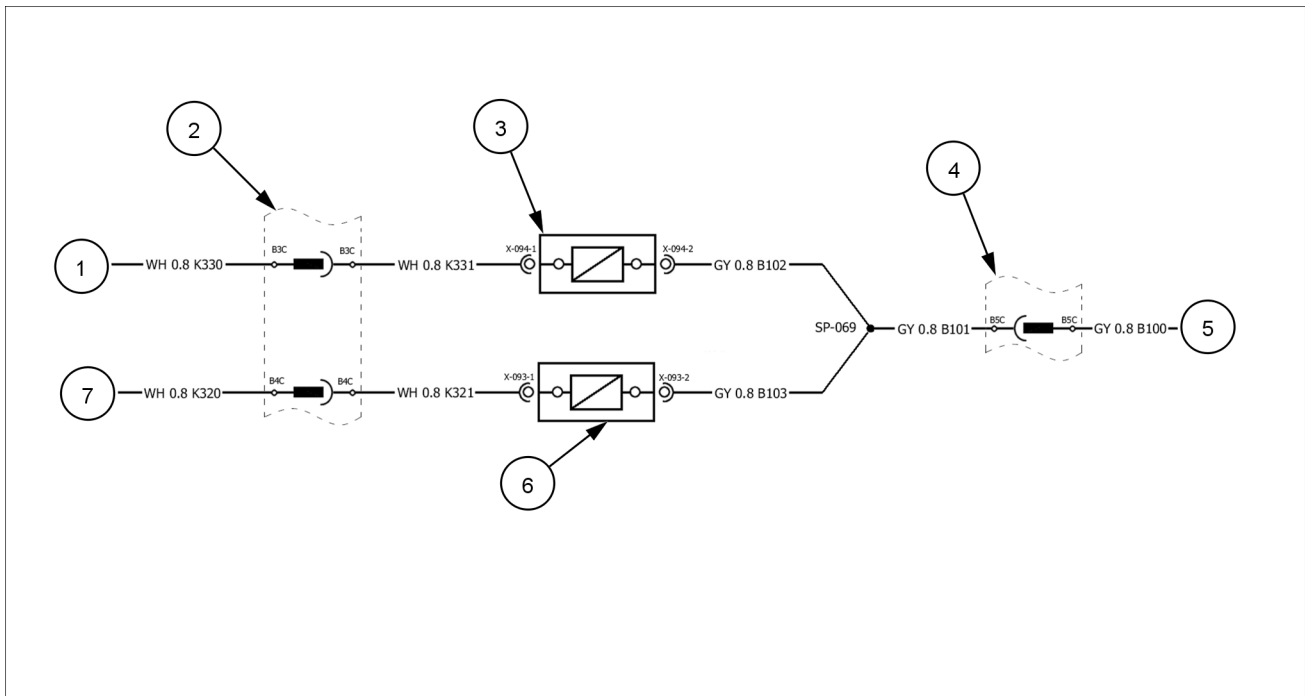 2
3
4
B3C
B3C
X-094-1
X-094-2
1
WH 0.8 K330
WH 0.8 K331
GY 0.8 B102
SP-069
GY 0.8 B101
B5C
B5C
GY 0.8 B100
5
B4C
B4C
X-093-1
X-093-2
7
WH 0.8 K320
WH 0.8 K321
GY 0.8 B103
6